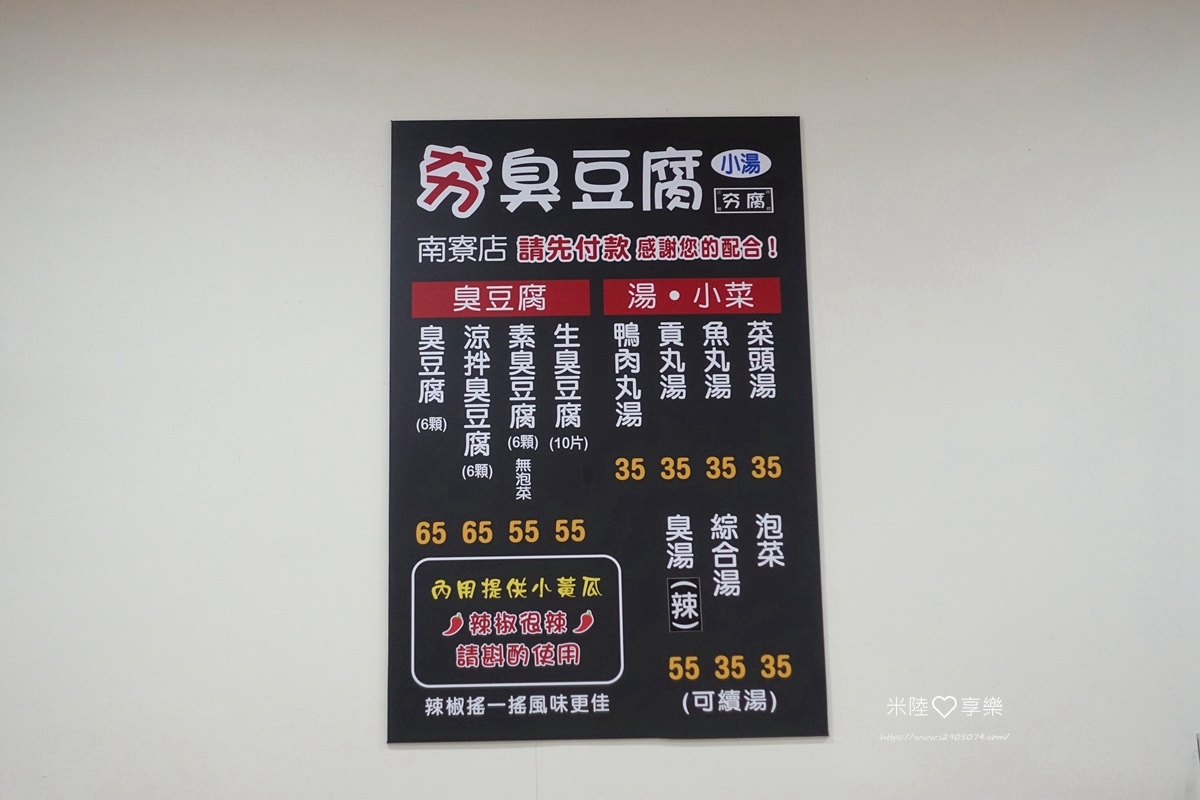 夯臭豆腐
小湯
夯腐
南寮店 請先付款 感謝您的配合！
臭豆腐
湯•小菜
臭豆腐(6顆)
65
涼拌臭豆腐(6顆)
65
素臭豆腐(6顆)無泡菜
55
生臭豆腐(10片)
55
鴨肉丸湯
35
貢丸湯
35
魚丸湯
35
菜頭湯
35
臭湯(辣)
55
綜合湯
35
泡菜
35
(可續湯)
內用提供小黃瓜
辣椒很辣
請斟酌使用
辣椒搖一搖風味更佳
米陸♡享樂
https://www.s2905074.com/